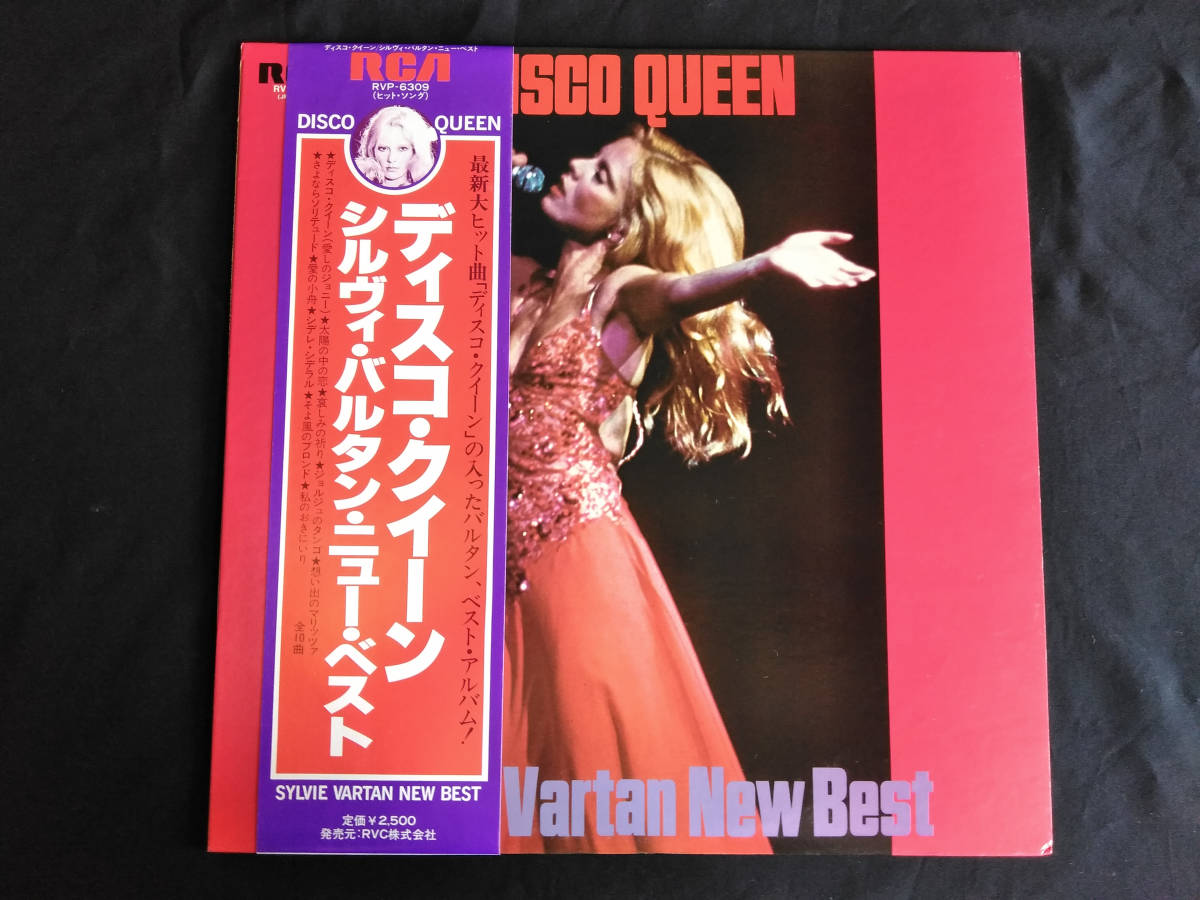 ディスコ・クイーン/シルヴィ・バルタン・ニュー・ベスト
RCA
RVP-6309
(ヒット・ソング)
DISCO QUEEN
最新大ヒット曲「ディスコ・クイーン」の入ったバルタン、ベスト・アルバム!
ディスコ・クイーン
シルヴィ・バルタン・ニュー・ベスト
★ディスコ・クイーン(愛しのジョニー)★太陽の中の恋★哀しみの祈り★ジョルジュのタンゴ★想い出のマリッツァ
★さよならソリテュード★愛の小舟★シデレ・シデラル★そよ風のブロンド★私のおきにいり
全10曲
SYLVIE VARTAN NEW BEST
定価¥2,500
発売元:RVC株式会社
RC
RV
ISCO QUEEN
Vartan New Best